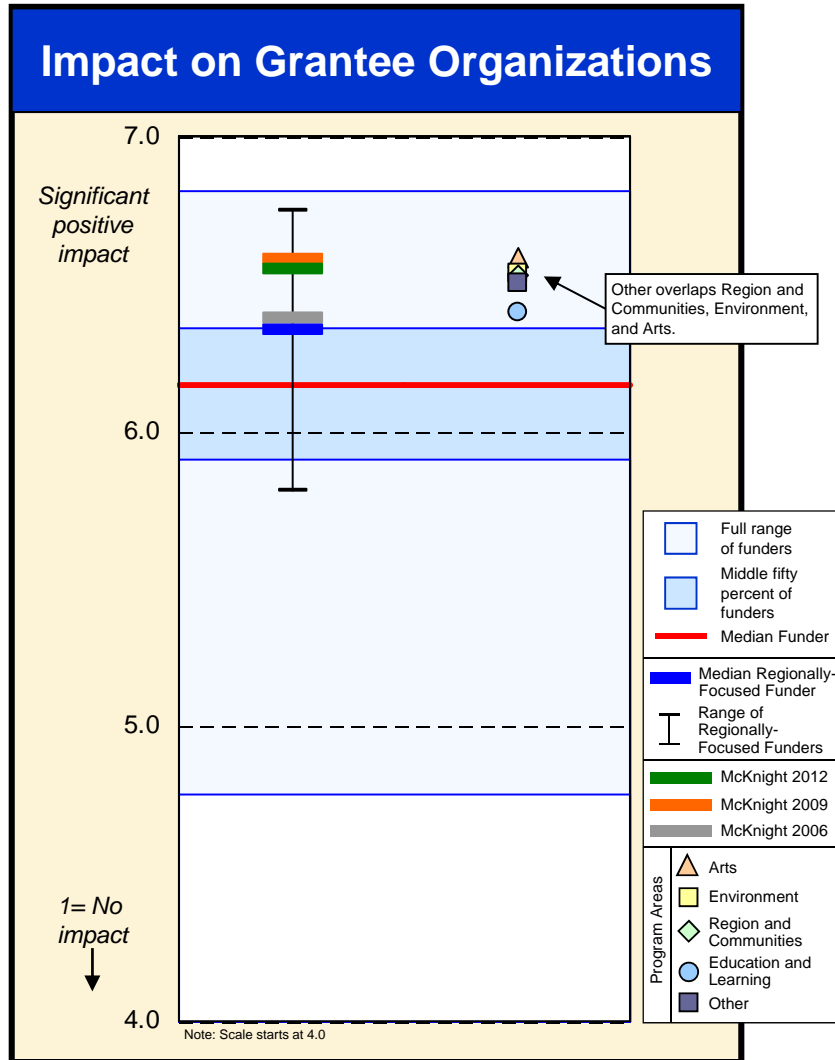 Impact on Grantee Organizations
7.0
Significant
positive
impact
Other overlaps Region and
Communities, Environment,
and Arts.
6.0
5.0
1= No
impact
4.0
Note: Scale starts at 4.0
Full range
of funders
Middle fifty
percent of
funders
Median Funder
Median Regionally-
Focused Funder
Range of
Regionally-
Focused Funders
McKnight 2012
McKnight 2009
McKnight 2006
Program Areas
Arts
Environment
Region and
Communities
Education and
Learning
Other